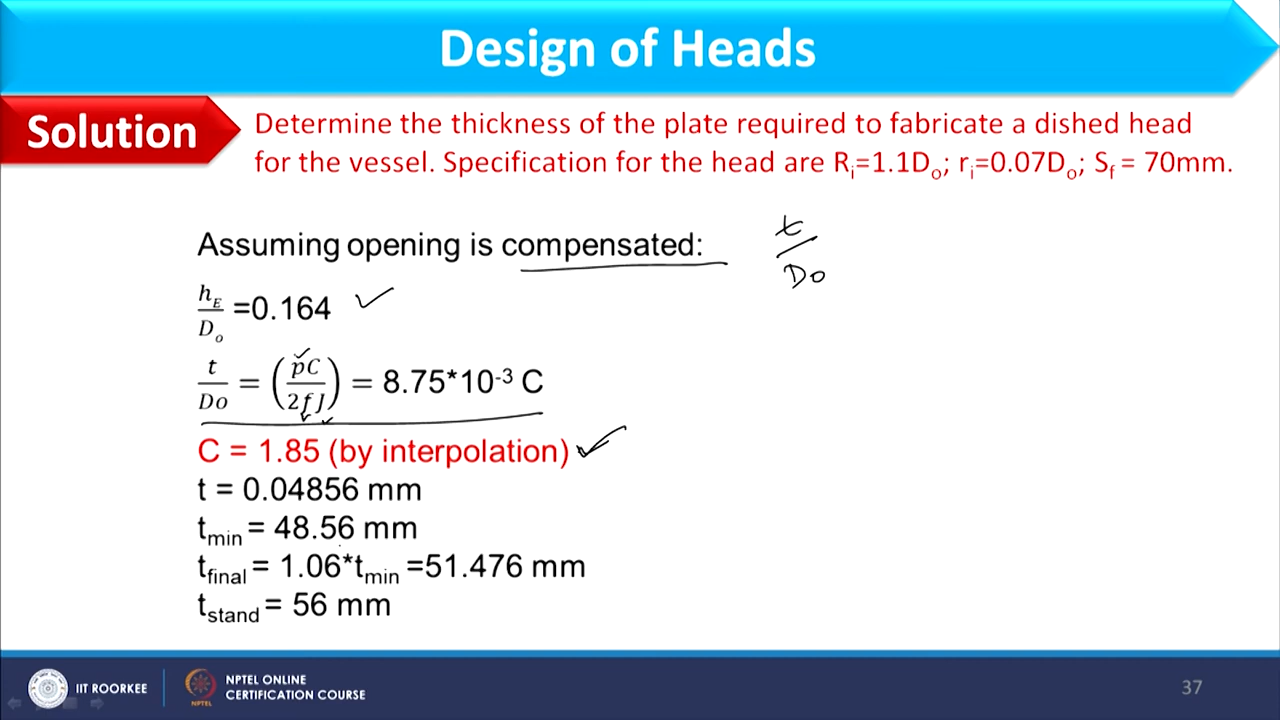 Design of Heads
Solution
Determine the thickness of the plate required to fabricate a dished head
for the vessel. Specification for the head are Ri=1.1Do; ri=0.07Do; Sf = 70mm.
Assuming opening is compensated:
t/Do
hE/Do =0.164
t/Do = (pC/2fJ) = 8.75*10-3 C
C = 1.85 (by interpolation)
t = 0.04856 mm
tmin = 48.56 mm
tfinal = 1.06*tmin =51.476 mm
tstand = 56 mm
IIT ROORKEE
NPTEL
NPTEL ONLINE
CERTIFICATION COURSE
37